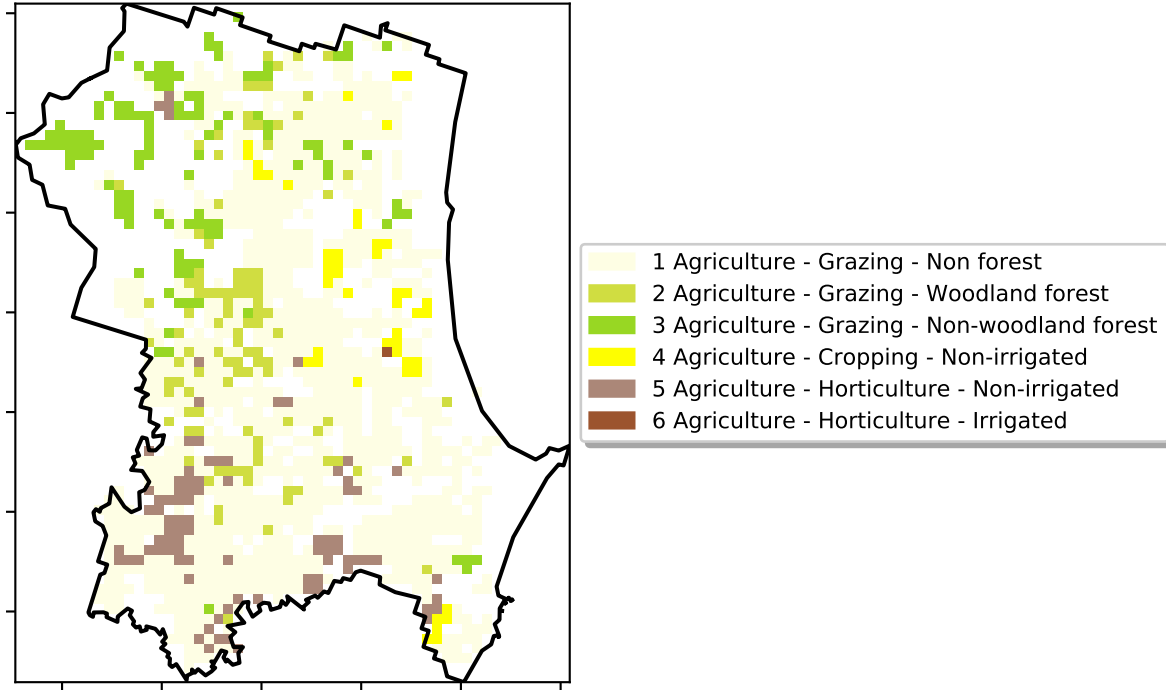 1 Agriculture - Grazing - Non forest
2 Agriculture - Grazing - Woodland forest
3 Agriculture - Grazing - Non-woodland forest
4 Agriculture - Cropping - Non-irrigated
5 Agriculture - Horticulture - Non-irrigated
6 Agriculture - Horticulture - Irrigated